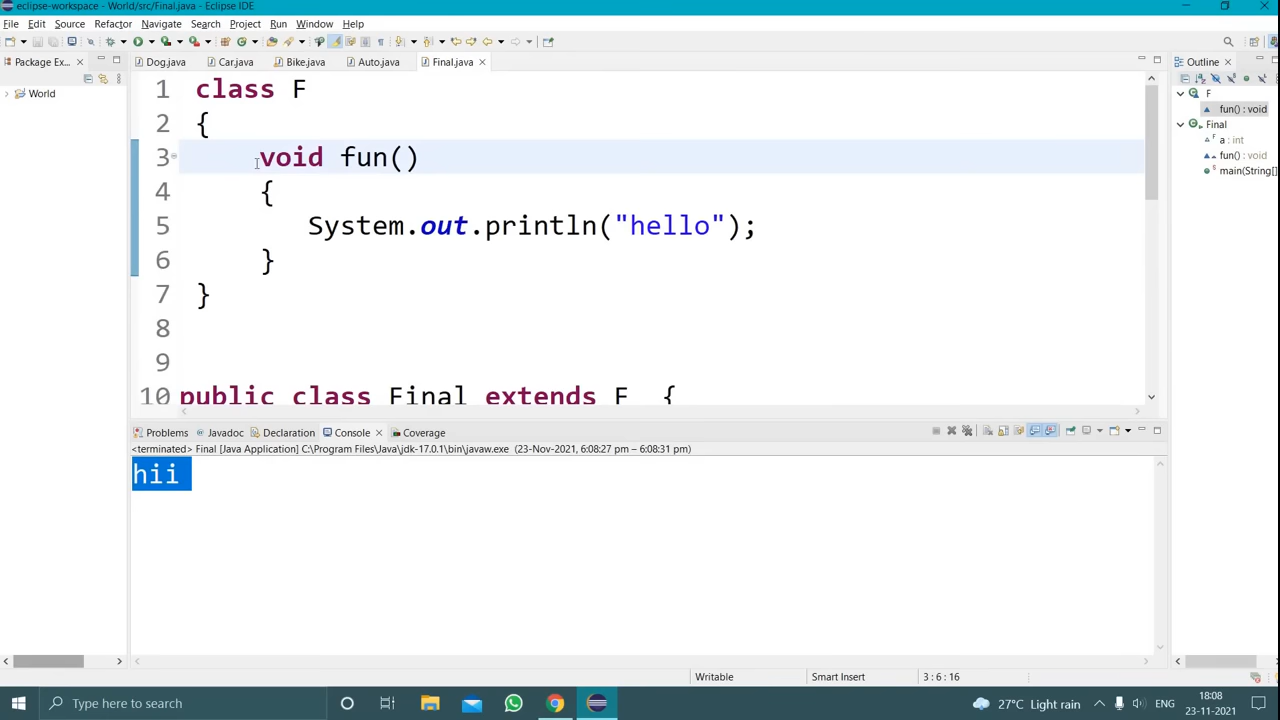 eclipse-workspace - World/src/Final.java - Eclipse IDE
File Edit Source Refactor Navigate Search Project Run Window Help
Package Ex... Dog.java Car.java Bike.java Auto.java Final.java Outline
World
1 class F
2 {
3 void fun()
4 {
5 System.out.println("hello");
6 }
7 }
8
9
10 public class Final extends F {
F
fun() : void
Final
a : int
fun() : void
main(String[]
Problems Javadoc Declaration Console Coverage
<terminated> Final [Java Application] C:\Program Files\Java\jdk-17.0.1\bin\javaw.exe (23-Nov-2021, 6:08:27 pm – 6:08:31 pm)
hii
Writable Smart Insert 3 : 6 : 16
Type here to search 27°C Light rain ENG 18:08
23-11-2021